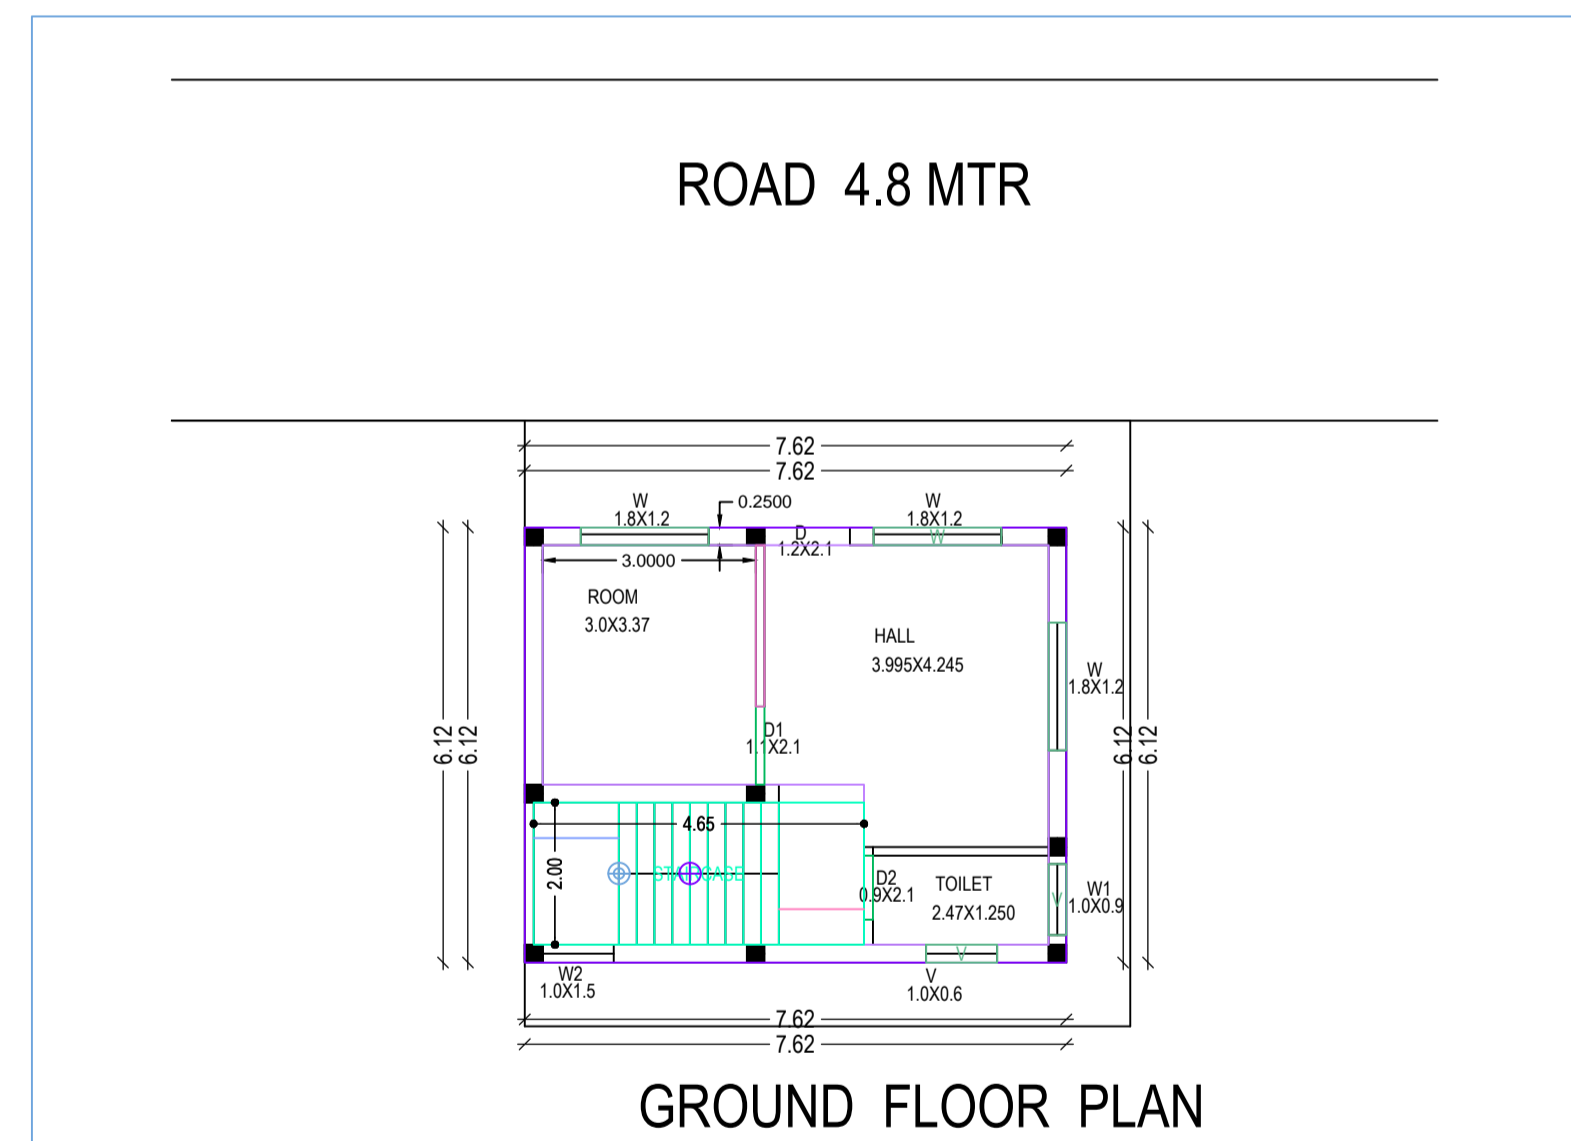 ROAD 4.8 MTR
7.62
7.62
W
1.8X1.2
0.2500
W
1.8X1.2
W
D
1.2X2.1
3.0000
ROOM
3.0X3.37
HALL
3.995X4.245
W
1.8X1.2
D1
1.1X2.1
6.12
6.12
6.12
6.12
4.65
2.00
STAIRCASE
D2
0.9X2.1
TOILET
2.47X1.250
V
W1
1.0X0.9
V
W2
1.0X1.5
V
1.0X0.6
7.62
7.62
GROUND FLOOR PLAN